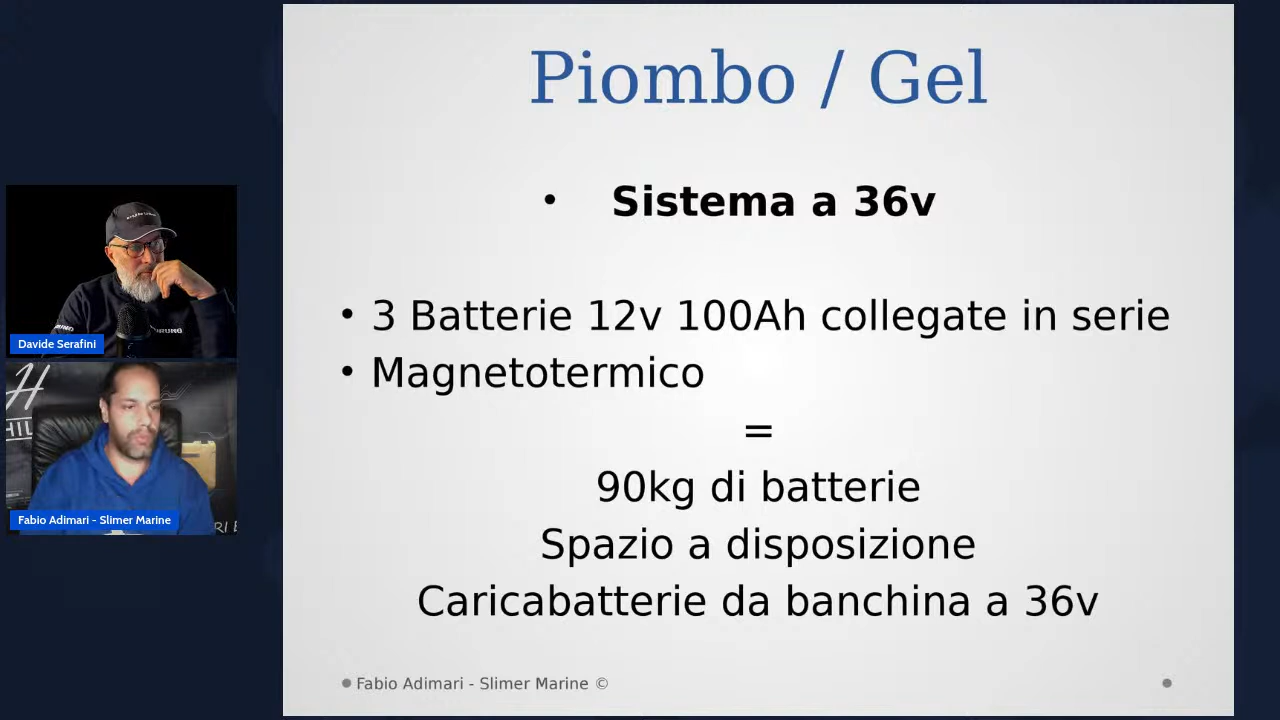 Piombo / Gel
• Sistema a 36v
• 3 Batterie 12v 100Ah collegate in serie
• Magnetotermico
=
90kg di batterie
Spazio a disposizione
Caricabatterie da banchina a 36v
Fabio Adimari - Slimer Marine ©
Davide Serafini
Fabio Adimari - Slimer Marine